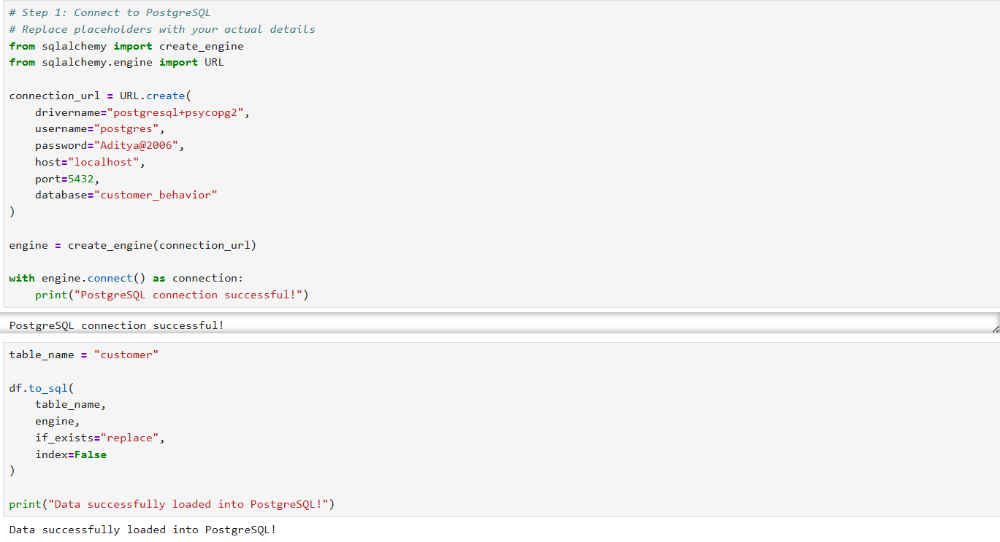 # Step 1: Connect to PostgreSQL
# Replace placeholders with your actual details
from sqlalchemy import create_engine
from sqlalchemy.engine import URL

connection_url = URL.create(
    drivername="postgresql+psycopg2",
    username="postgres",
    password="Aditya@2006",
    host="localhost",
    port=5432,
    database="customer_behavior"
)

engine = create_engine(connection_url)

with engine.connect() as connection:
    print("PostgreSQL connection successful!")
PostgreSQL connection successful!
table_name = "customer"

df.to_sql(
    table_name,
    engine,
    if_exists="replace",
    index=False
)

print("Data successfully loaded into PostgreSQL!")
Data successfully loaded into PostgreSQL!